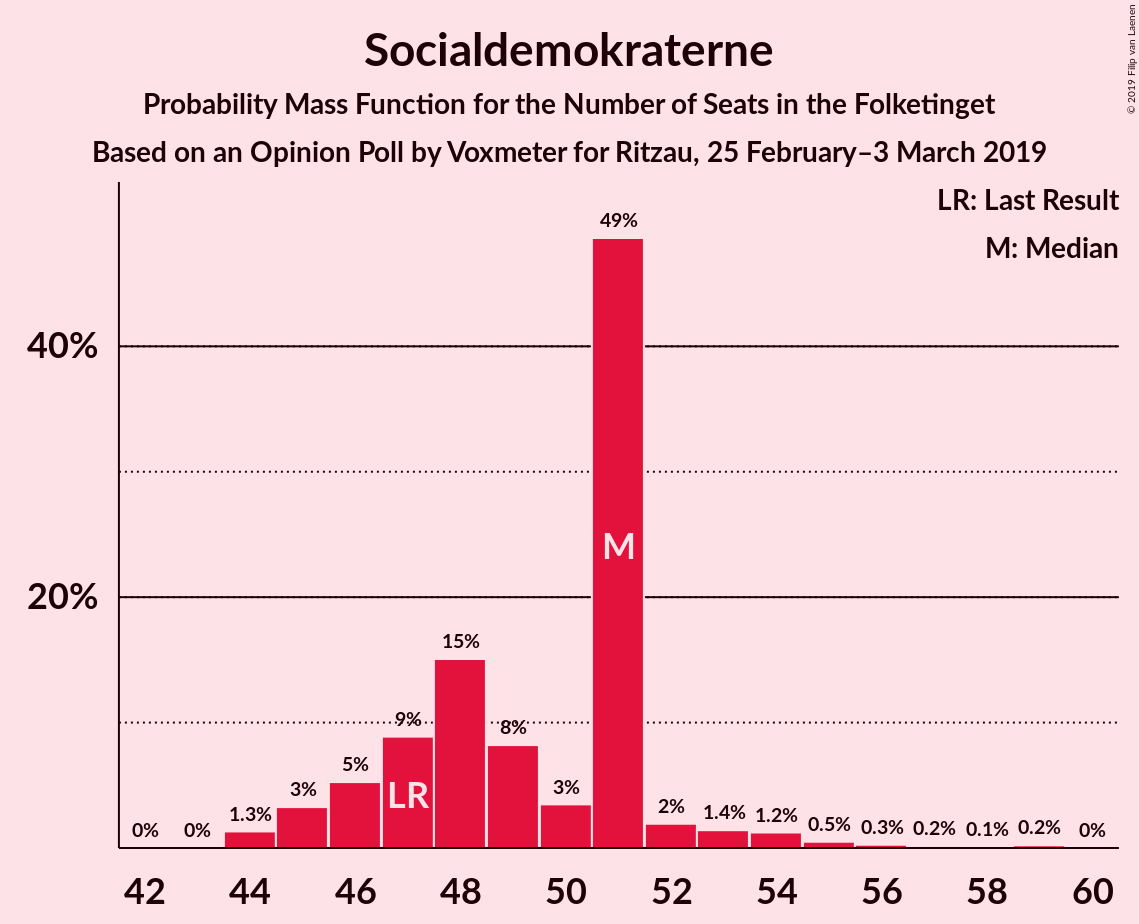 Socialdemokraterne
Probability Mass Function for the Number of Seats in the Folketinget
Based on an Opinion Poll by Voxmeter for Ritzau, 25 February–3 March 2019
© 2019 Filip van Laenen
LR: Last Result
M: Median
40%
20%
0%
0%
1.3%
3%
5%
9%
15%
8%
3%
49%
2%
1.4%
1.2%
0.5%
0.3%
0.2%
0.1%
0.2%
0%
LR
M
42 44 46 48 50 52 54 56 58 60